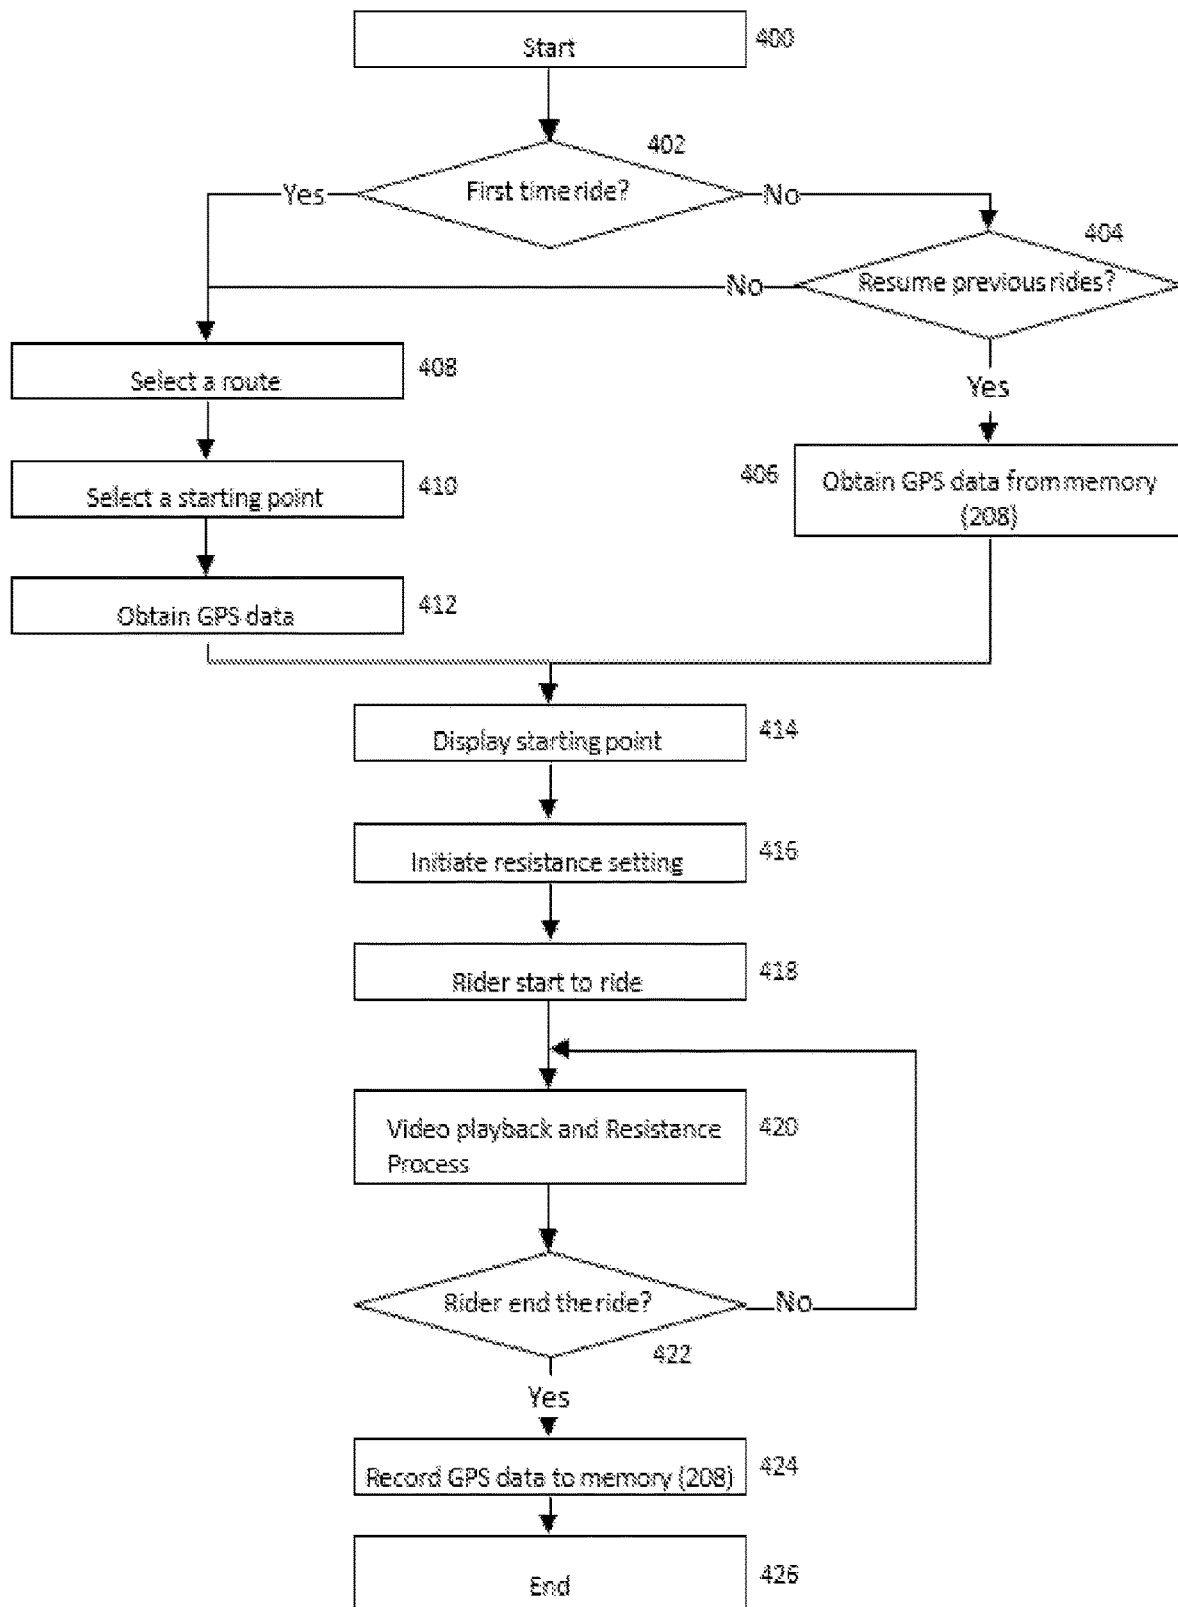 Start
400
402
First time ride?
Yes
No
404
Resume previous rides?
No
Select a route
408
Yes
Select a starting point
410
406
Obtain GPS data from memory
(208)
Obtain GPS data
412
Display starting point
414
Initiate resistance setting
416
Rider start to ride
418
Video playback and Resistance
Process
420
Rider end the ride?
No
422
Yes
Record GPS data to memory (208)
424
End
426